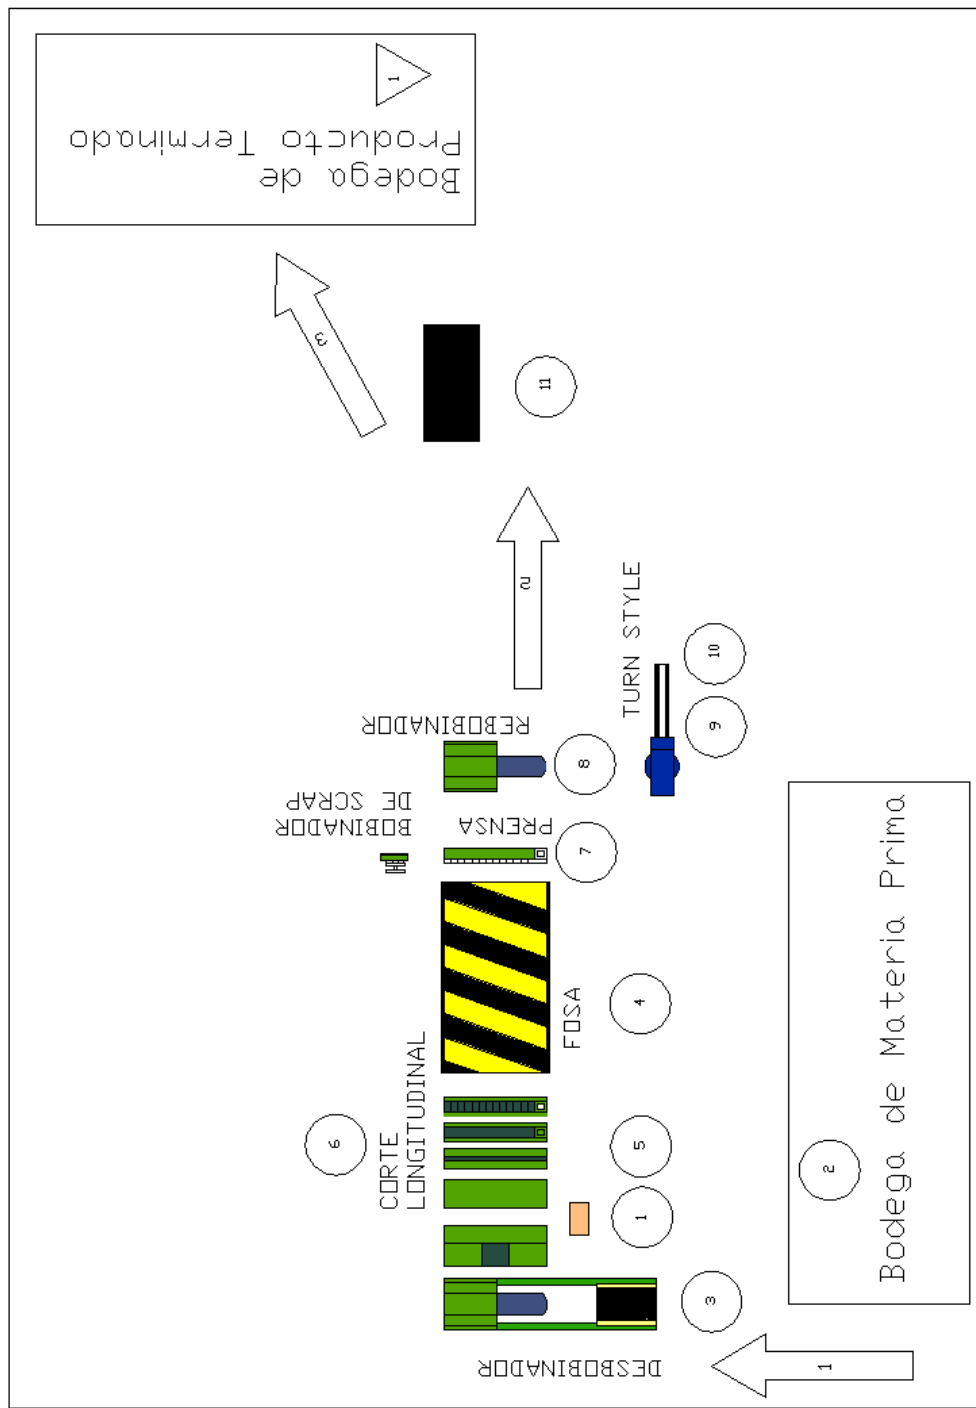 Bodega de
Producto Terminado
1
3
11
2
TURN STYLE
10
9
REBOBINADOR
8
BOBINADOR
DE SCRAP
PRENSA
7
FOSA
4
CORTE
LONGITUDINAL
6
5
1
3
DESBOBINADOR
1
2
Bodega de Materia Prima